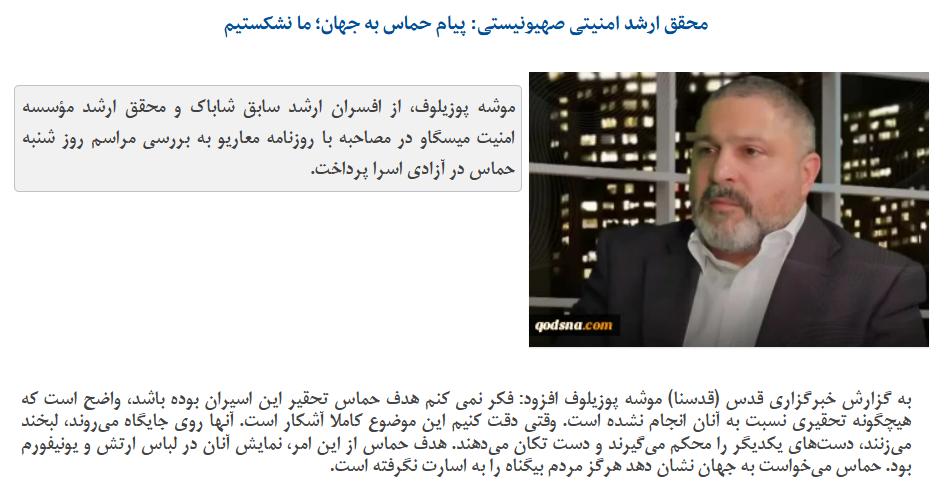 محقق ارشد امنیتی صهیونیستی: پیام حماس به جهان؛ ما نشکستیم
موشه پوزیلوف، از افسران ارشد سابق شاباک و محقق ارشد مؤسسه
امنیت میسگاو در مصاحبه با روزنامه معاریو به بررسی مراسم روز شنبه
حماس در آزادی اسرا پرداخت.
qodsna.com
به گزارش خبرگزاری قدس (قدسنا) موشه پوزیلوف افزود: فکر نمی کنم هدف حماس تحقیر این اسیران بوده باشد، واضح است که
هیچگونه تحقیری نسبت به آنان انجام نشده است. وقتی دقت کنیم این موضوع کاملا آشکار است. آنها روی جایگاه می‌روند، لبخند
می‌زنند، دست‌های یکدیگر را محکم می‌گیرند و دست تکان می‌دهند. هدف حماس از این امر، نمایش آنان در لباس ارتش و یونیفورم
بود. حماس می‌خواست به جهان نشان دهد هرگز مردم بیگناه را به اسارت نگرفته است.